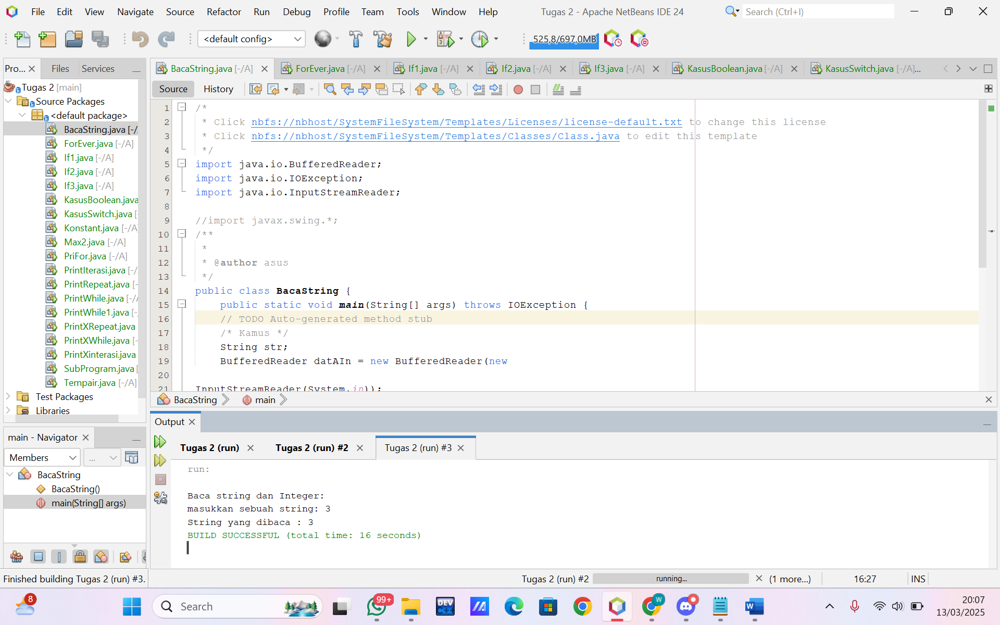 File Edit View Navigate Source Refactor Run Debug Profile Team Tools Window Help
Tugas 2 - Apache NetBeans IDE 24
Search (Ctrl+I)
<default config>
525,8/697,0MB
Pro...
Files
Services
BacaString.java [-/A]
ForEver.java [-/A]
If1.java [-/A]
If2.java [-/A]
If3.java [-/A]
KasusBoolean.java [-/A]
KasusSwitch.java [-/A]...
Source
History
Tugas 2 [main]
Source Packages
<default package>
BacaString.java [-/
ForEver.java [-/A]
If1.java [-/A]
If2.java [-/A]
If3.java [-/A]
KasusBoolean.java
KasusSwitch.java [
Konstant.java [-/A]
Max2.java [-/A]
PriFor.java [-/A]
PrintIterasi.java [-/
PrintRepeat.java [-
PrintWhile.java [-/
PrintWhile1.java [-
PrintXRepeat.java
PrintXWhile.java [-
PrintXinterasi.java
SubProgram.java [
Tempair.java [-/A]
Test Packages
Libraries
1 /*
2 * Click nbfs://nbhost/SystemFileSystem/Templates/Licenses/license-default.txt to change this license
3 * Click nbfs://nbhost/SystemFileSystem/Templates/Classes/Class.java to edit this template
4 */
5 import java.io.BufferedReader;
6 import java.io.IOException;
7 import java.io.InputStreamReader;
8
9 //import javax.swing.*;
10 /**
11 *
12 * @author asus
13 */
14 public class BacaString {
15 public static void main(String[] args) throws IOException {
16 // TODO Auto-generated method stub
17 /* Kamus */
18 String str;
19 BufferedReader datAIn = new BufferedReader(new
20
21 InputStreamReader(System.in));
BacaString
main
main - Navigator
Members
...
BacaString
BacaString()
main(String[] args)
Output
Tugas 2 (run)
Tugas 2 (run) #2
Tugas 2 (run) #3
run:
Baca string dan Integer:
masukkan sebuah string: 3
String yang dibaca : 3
BUILD SUCCESSFUL (total time: 16 seconds)
Finished building Tugas 2 (run) #3.
Tugas 2 (run) #2
running...
(1 more...)
16:27
INS
8
Search
99+
DEV C++
W
W
20:07
13/03/2025